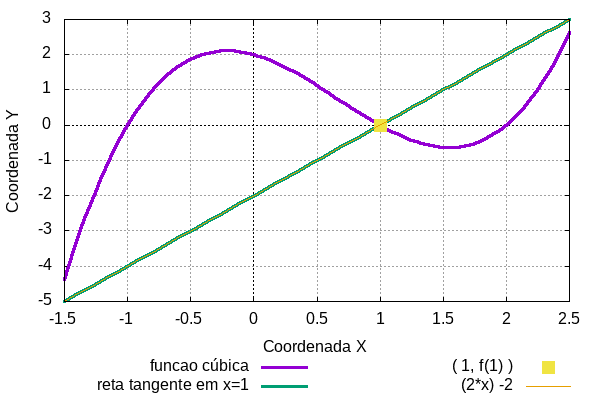 3
2
1
0
-1
-2
-3
-4
-5
Coordenada Y
-1.5 -1 -0.5 0 0.5 1 1.5 2 2.5
Coordenada X
funcao cúbica ( 1, f(1) )
reta tangente em x=1 (2*x) -2